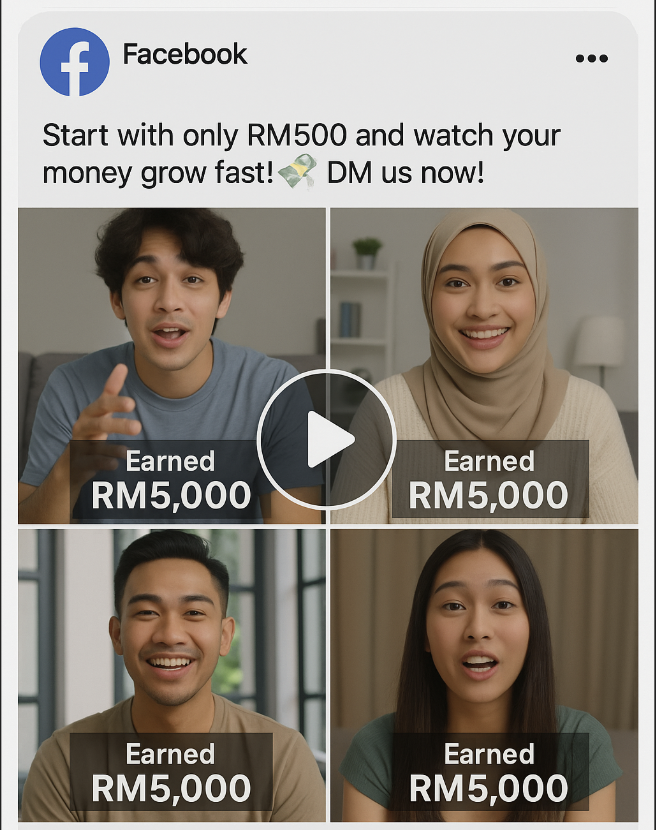 Facebook
Start with only RM500 and watch your
money grow fast!💸 DM us now!
Earned
RM5,000
Earned
RM5,000
Earned
RM5,000
Earned
RM5,000